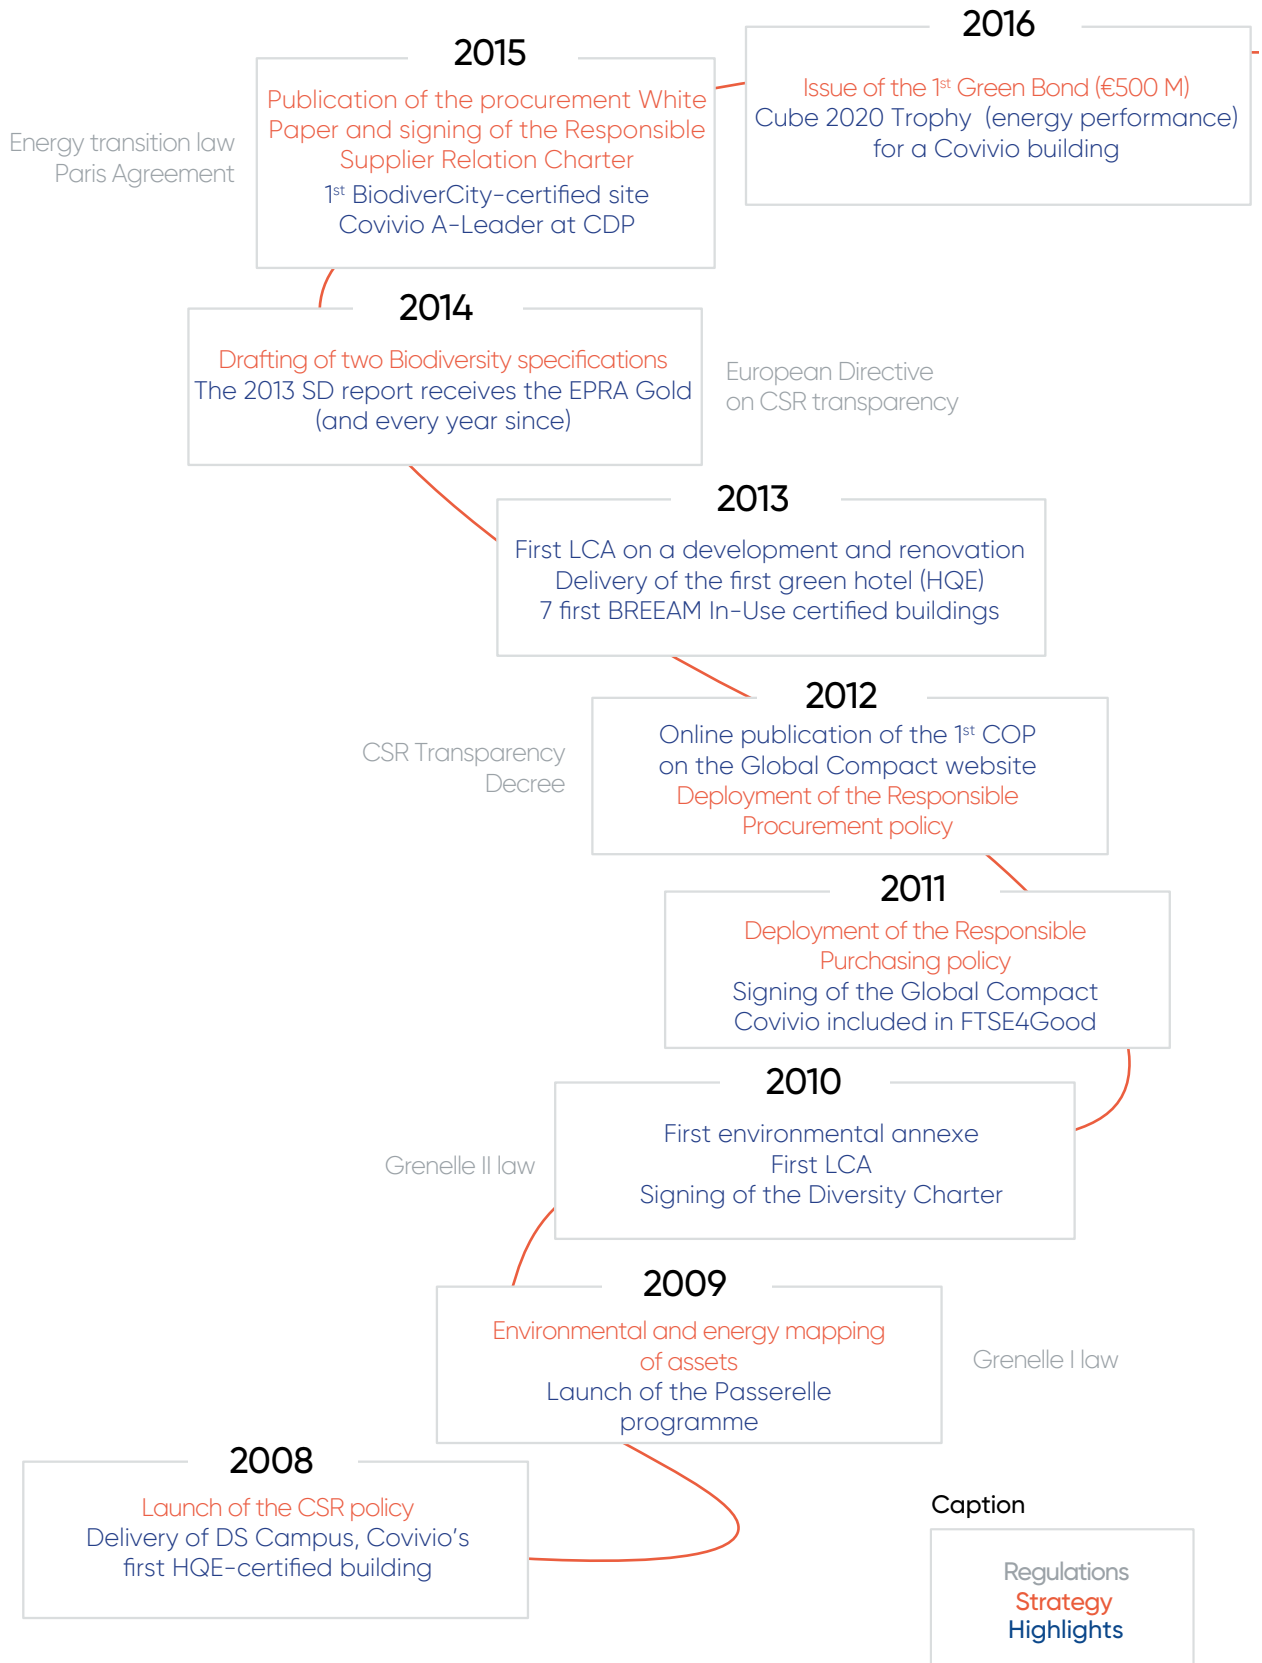 2016
Issue of the 1st Green Bond (€500 M)
Cube 2020 Trophy (energy performance)
for a Covivio building
2015
Publication of the procurement White
Paper and signing of the Responsible
Supplier Relation Charter
1st BiodiverCity-certified site
Covivio A-Leader at CDP
Energy transition law
Paris Agreement
2014
Drafting of two Biodiversity specifications
The 2013 SD report receives the EPRA Gold
(and every year since)
European Directive
on CSR transparency
2013
First LCA on a development and renovation
Delivery of the first green hotel (HQE)
7 first BREEAM In-Use certified buildings
2012
Online publication of the 1st COP
on the Global Compact website
Deployment of the Responsible
Procurement policy
CSR Transparency
Decree
2011
Deployment of the Responsible
Purchasing policy
Signing of the Global Compact
Covivio included in FTSE4Good
2010
First environmental annexe
First LCA
Signing of the Diversity Charter
Grenelle II law
2009
Environmental and energy mapping
of assets
Launch of the Passerelle
programme
Grenelle I law
2008
Launch of the CSR policy
Delivery of DS Campus, Covivio's
first HQE-certified building
Caption
Regulations
Strategy
Highlights